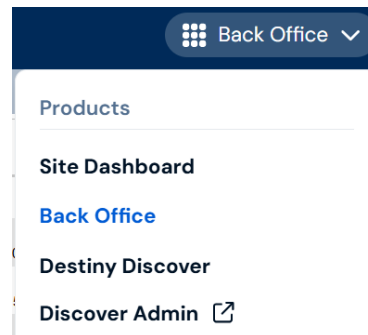 Back Office
Products
Site Dashboard
Back Office
Destiny Discover
Discover Admin